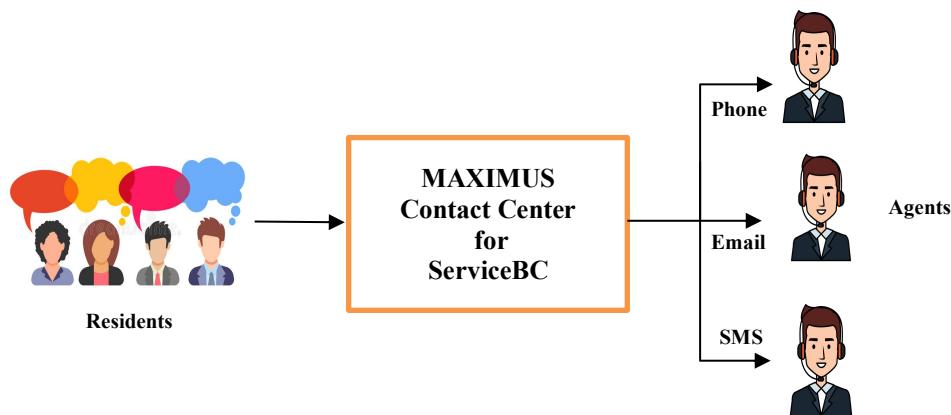 Phone
MAXIMUS
Contact Center
for
ServiceBC
Agents
Email
Residents
SMS